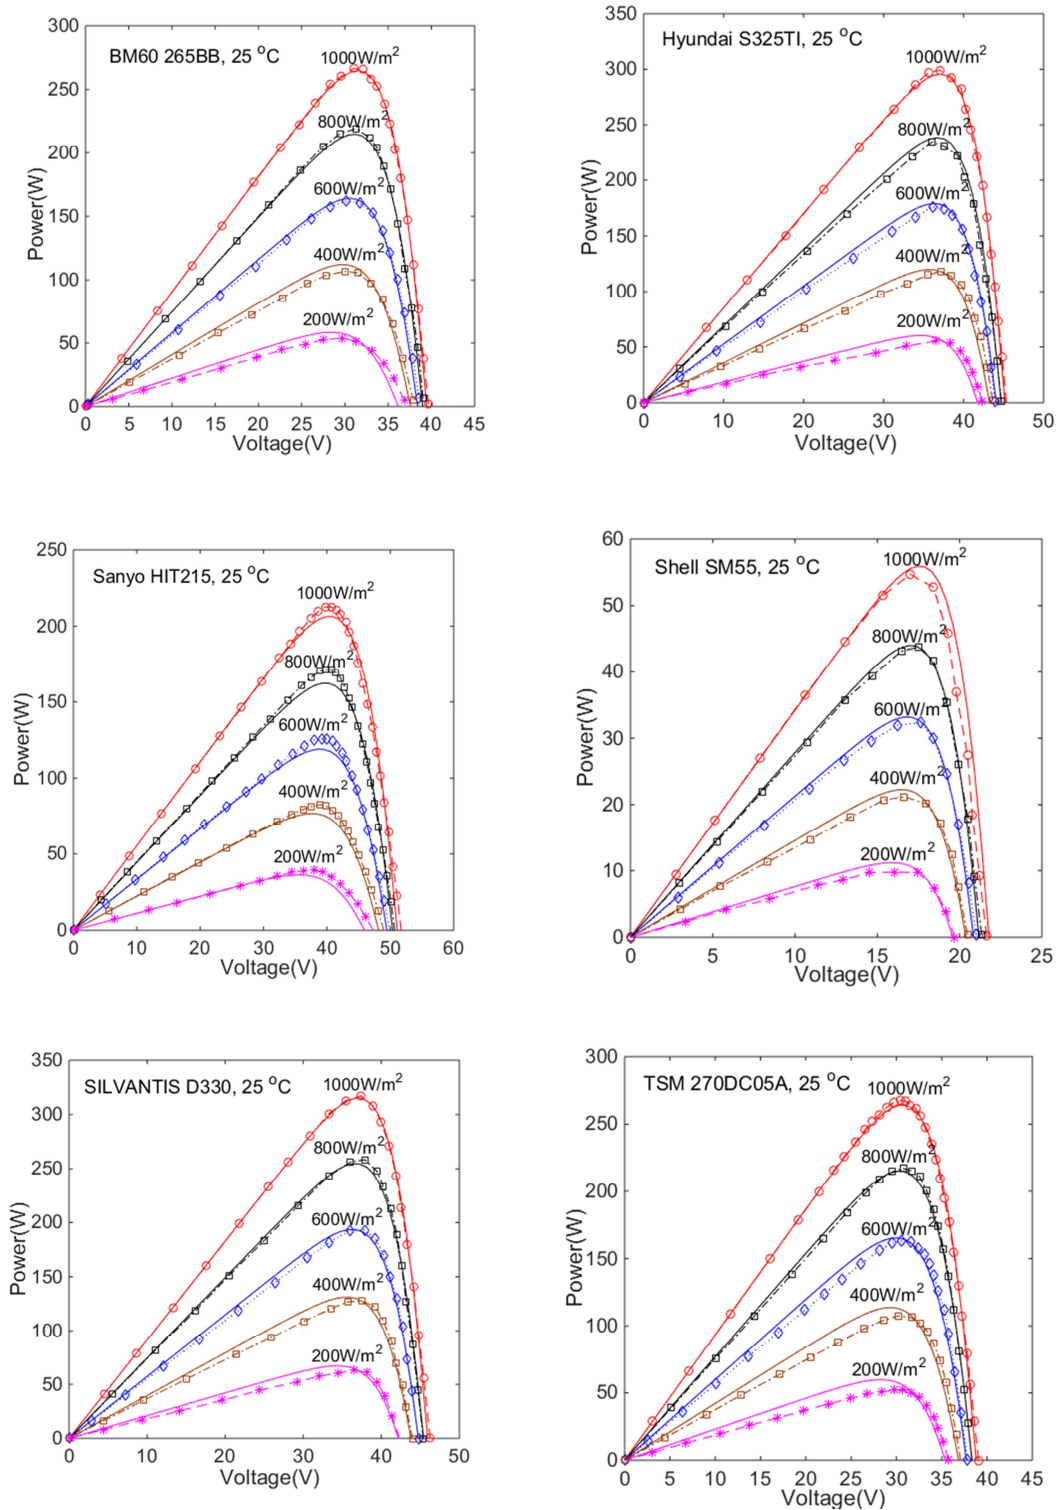 BM60 265BB, 25 °C
1000W/m²
800W/m²
600W/m²
400W/m²
200W/m²
300
250
200
150
100
50
0
0 5 10 15 20 25 30 35 40 45
Voltage(V)
Power(W)
Hyundai S325TI, 25 °C
1000W/m²
800W/m²
600W/m²
400W/m²
200W/m²
350
300
250
200
150
100
50
0
0 10 20 30 40 50
Voltage(V)
Power(W)
Sanyo HIT215, 25 °C
1000W/m²
800W/m²
600W/m²
400W/m²
200W/m²
250
200
150
100
50
0
0 10 20 30 40 50 60
Voltage(V)
Power(W)
Shell SM55, 25 °C
1000W/m²
800W/m²
600W/m²
400W/m²
200W/m²
60
50
40
30
20
10
0
0 5 10 15 20 25
Voltage(V)
Power(W)
SILVANTIS D330, 25 °C
1000W/m²
800W/m²
600W/m²
400W/m²
200W/m²
350
300
250
200
150
100
50
0
0 10 20 30 40 50
Voltage(V)
Power(W)
TSM 270DC05A, 25 °C
1000W/m²
800W/m²
600W/m²
400W/m²
200W/m²
300
250
200
150
100
50
0
0 5 10 15 20 25 30 35 40 45
Voltage(V)
Power(W)